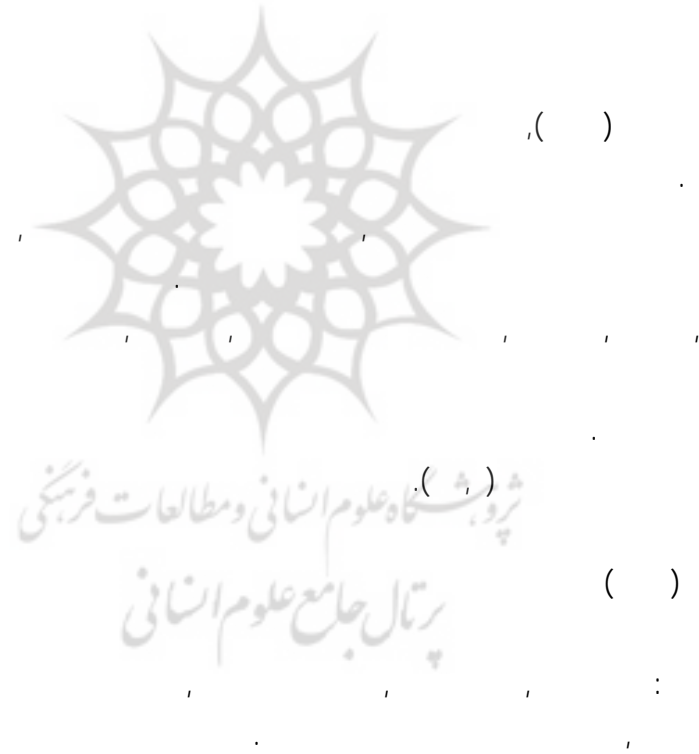 پژوهشگاه علوم انسانی و مطالعات فرهنگی
پرتال جامع علوم انسانی